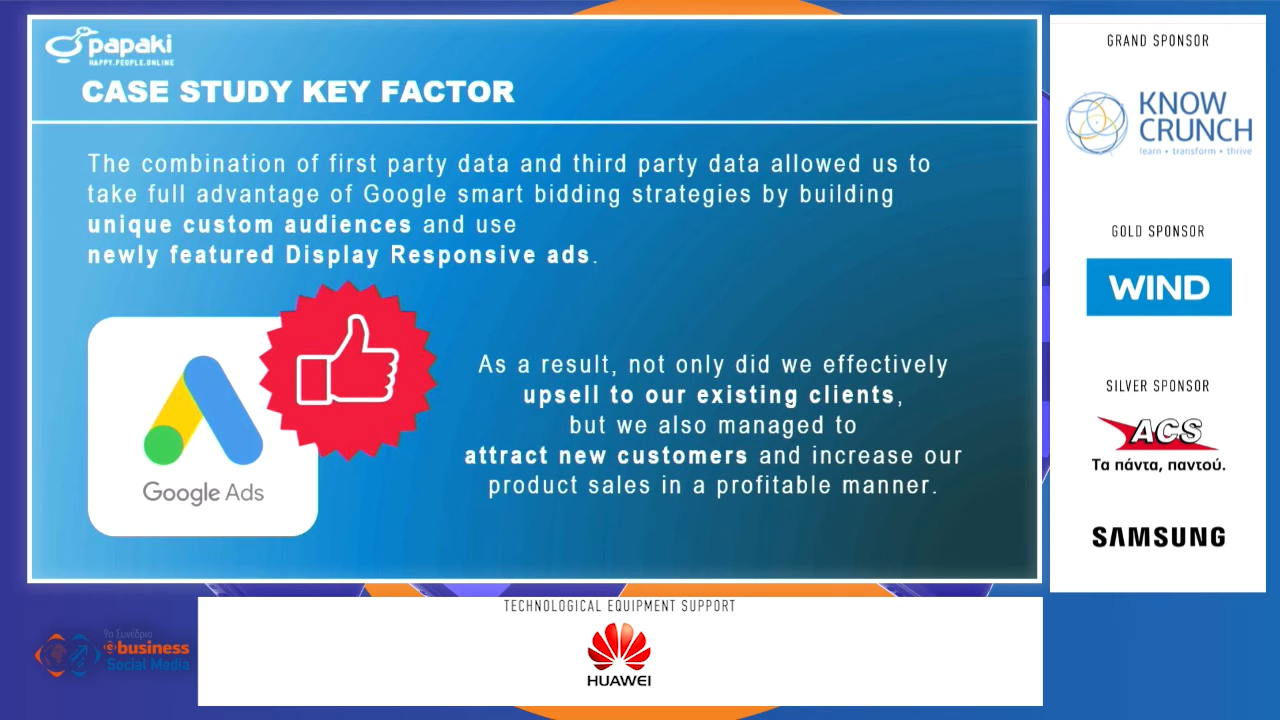 papaki
HAPPY.PEOPLE.ONLINE
CASE STUDY KEY FACTOR
The combination of first party data and third party data allowed us to
take full advantage of Google smart bidding strategies by building
unique custom audiences and use
newly featured Display Responsive ads.
Google Ads
As a result, not only did we effectively
upsell to our existing clients,
but we also managed to
attract new customers and increase our
product sales in a profitable manner.
GRAND SPONSOR
KNOW
CRUNCH
learn • transform • thrive
GOLD SPONSOR
WIND
SILVER SPONSOR
ACS
Τα πάντα, παντού.
SAMSUNG
TECHNOLOGICAL EQUIPMENT SUPPORT
HUAWEI
9ο Συνέδριο
e business
Social Media